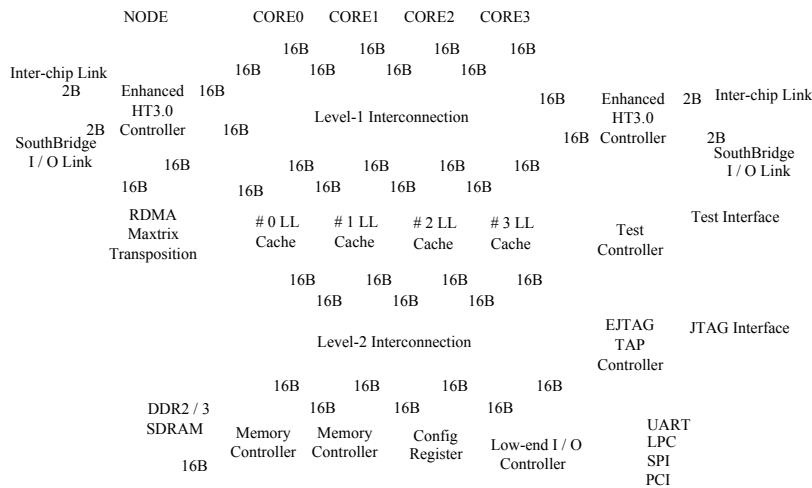 NODE CORE0 CORE1 CORE2 CORE3
16B 16B 16B 16B
16B 16B 16B 16B
Inter-chip Link
2B
Enhanced
HT3.0
Controller
16B
16B
2B
SouthBridge
I / O Link
Level-1 Interconnection
16B
16B
Enhanced
HT3.0
Controller
2B
Inter-chip Link
2B
SouthBridge
I / O Link
16B
16B
16B 16B 16B 16B
16B 16B 16B 16B
RDMA
Maxtrix
Transposition
# 0 LL
Cache
# 1 LL
Cache
# 2 LL
Cache
# 3 LL
Cache
Test
Controller
Test Interface
16B 16B 16B 16B
16B 16B 16B
Level-2 Interconnection
EJTAG
TAP
Controller
JTAG Interface
16B 16B 16B 16B
16B 16B 16B
DDR2 / 3
SDRAM
16B
Memory
Controller
Memory
Controller
Config
Register
Low-end I / O
Controller
UART
LPC
SPI
PCI